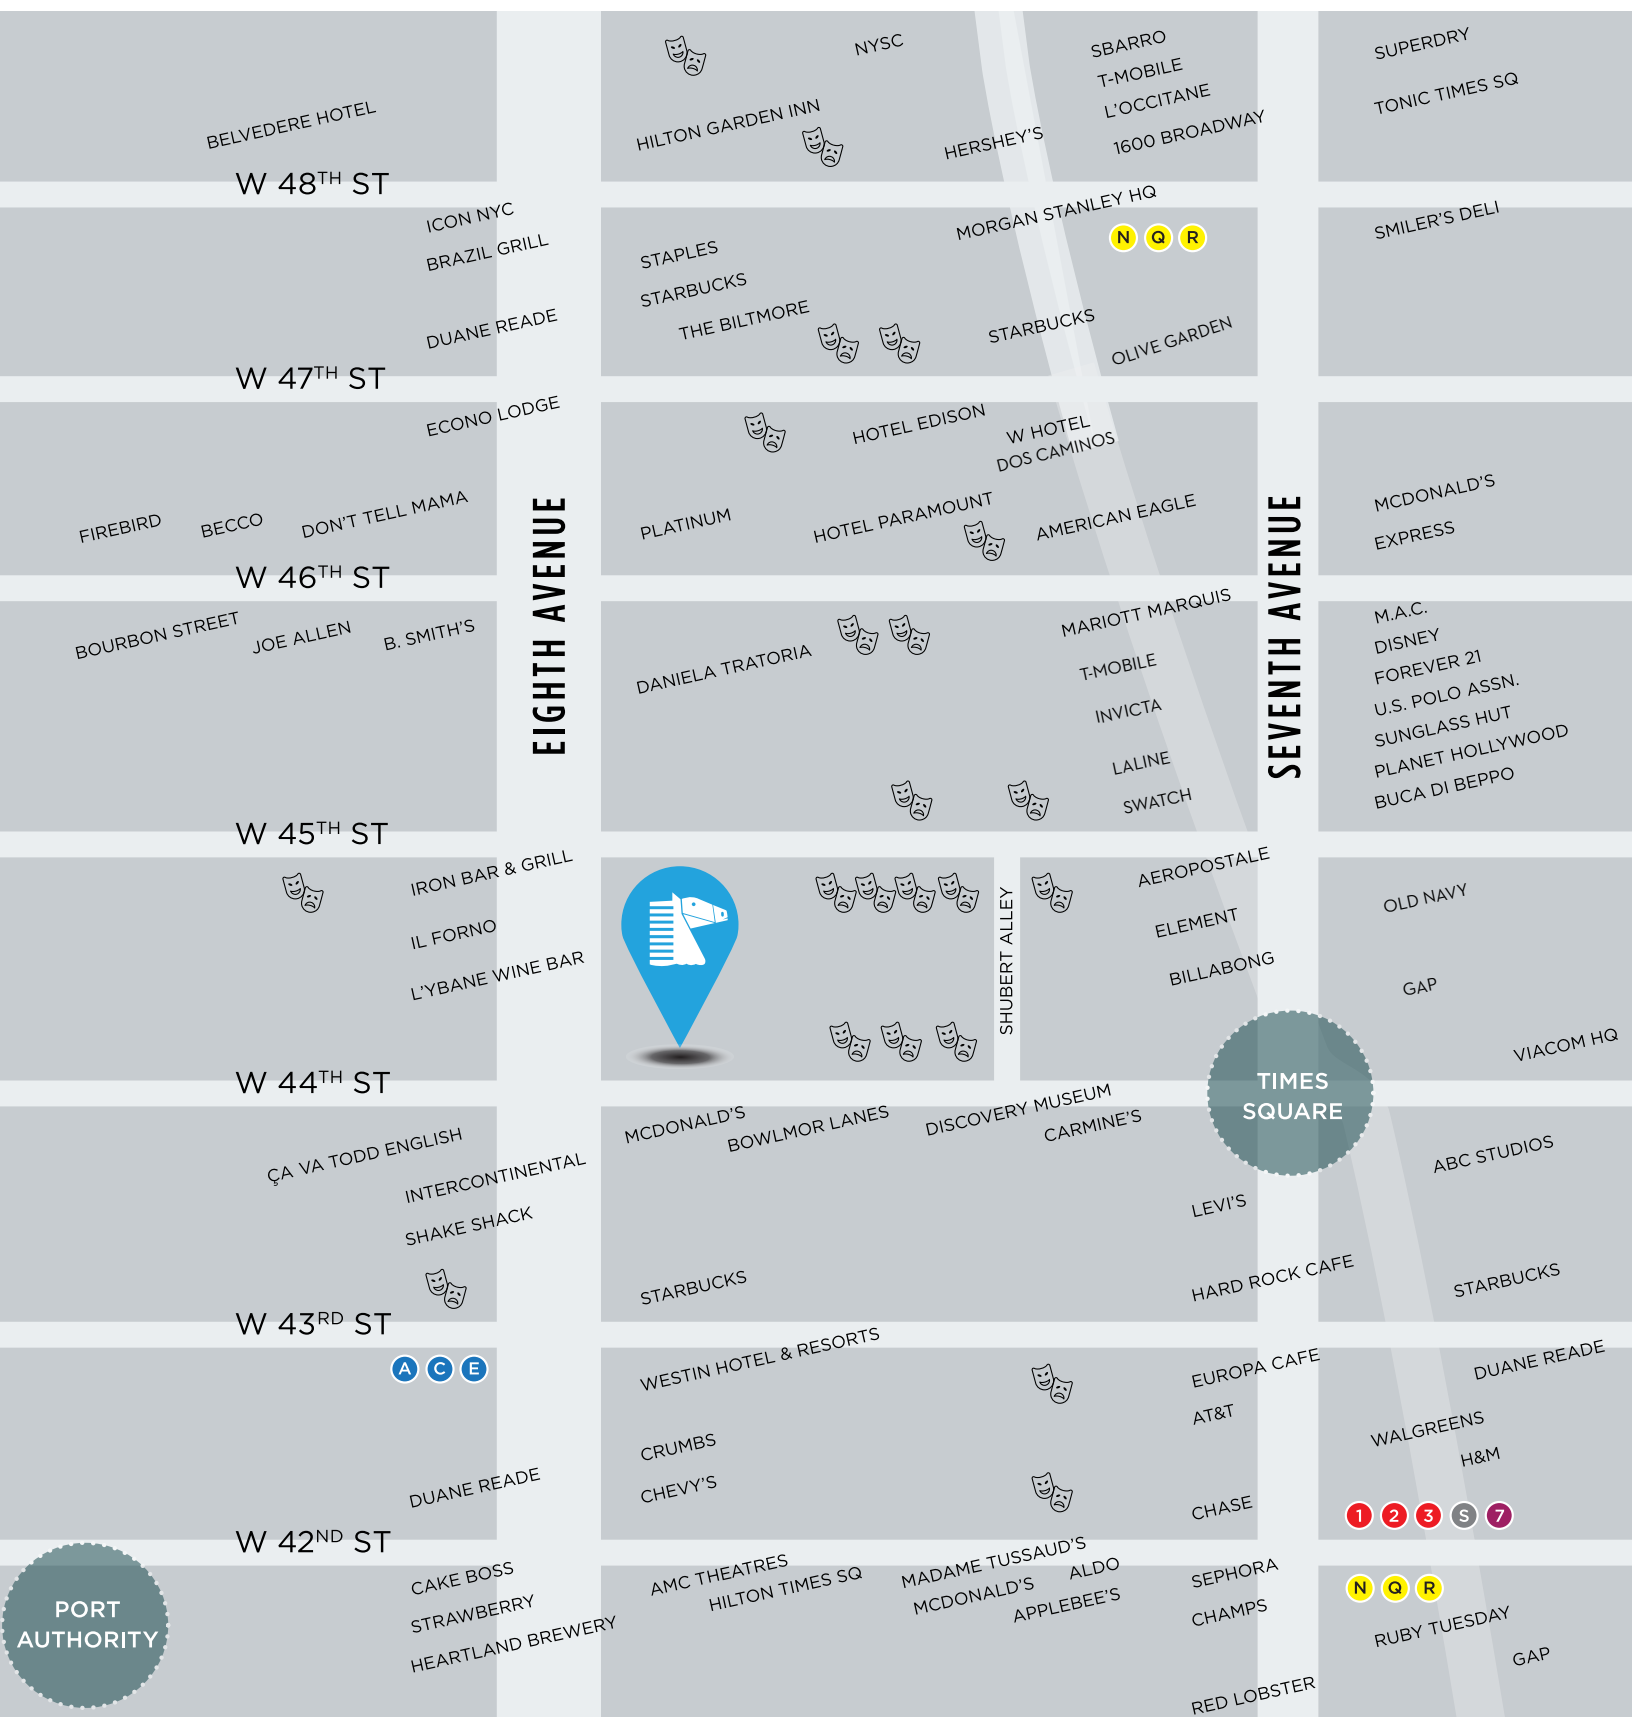 NYSC
SBARRO
T-MOBILE
L'OCCITANE
1600 BROADWAY
SUPERDRY
TONIC TIMES SQ
BELVEDERE HOTEL
HILTON GARDEN INN
HERSHEY'S
W 48TH ST
ICON NYC
BRAZIL GRILL
DUANE READE
STAPLES
STARBUCKS
THE BILTMORE
MORGAN STANLEY HQ
N Q R
STARBUCKS
OLIVE GARDEN
SMILER'S DELI
W 47TH ST
ECONO LODGE
HOTEL EDISON
W HOTEL
DOS CAMINOS
FIREBIRD
BECCO
DON'T TELL MAMA
PLATINUM
HOTEL PARAMOUNT
AMERICAN EAGLE
MCDONALD'S
EXPRESS
EIGHTH AVENUE
SEVENTH AVENUE
W 46TH ST
BOURBON STREET
JOE ALLEN
B. SMITH'S
DANIELA TRATORIA
MARIOTT MARQUIS
T-MOBILE
INVICTA
LALINE
SWATCH
M.A.C.
DISNEY
FOREVER 21
U.S. POLO ASSN.
SUNGLASS HUT
PLANET HOLLYWOOD
BUCA DI BEPPO
W 45TH ST
IRON BAR & GRILL
IL FORNO
L'YBANE WINE BAR
SHUBERT ALLEY
AEROPOSTALE
ELEMENT
BILLABONG
OLD NAVY
GAP
VIACOM HQ
TIMES
SQUARE
W 44TH ST
ÇA VA TODD ENGLISH
INTERCONTINENTAL
SHAKE SHACK
MCDONALD'S
BOWLMOR LANES
DISCOVERY MUSEUM
CARMINE'S
LEVI'S
HARD ROCK CAFE
ABC STUDIOS
STARBUCKS
STARBUCKS
W 43RD ST
A C E
WESTIN HOTEL & RESORTS
CRUMBS
CHEVY'S
EUROPA CAFE
AT&T
CHASE
DUANE READE
WALGREENS
H&M
1 2 3 S 7
DUANE READE
W 42ND ST
PORT
AUTHORITY
CAKE BOSS
STRAWBERRY
HEARTLAND BREWERY
AMC THEATRES
HILTON TIMES SQ
MADAME TUSSAUD'S
MCDONALD'S
ALDO
APPLEBEE'S
SEPHORA
CHAMPS
RED LOBSTER
N Q R
RUBY TUESDAY
GAP